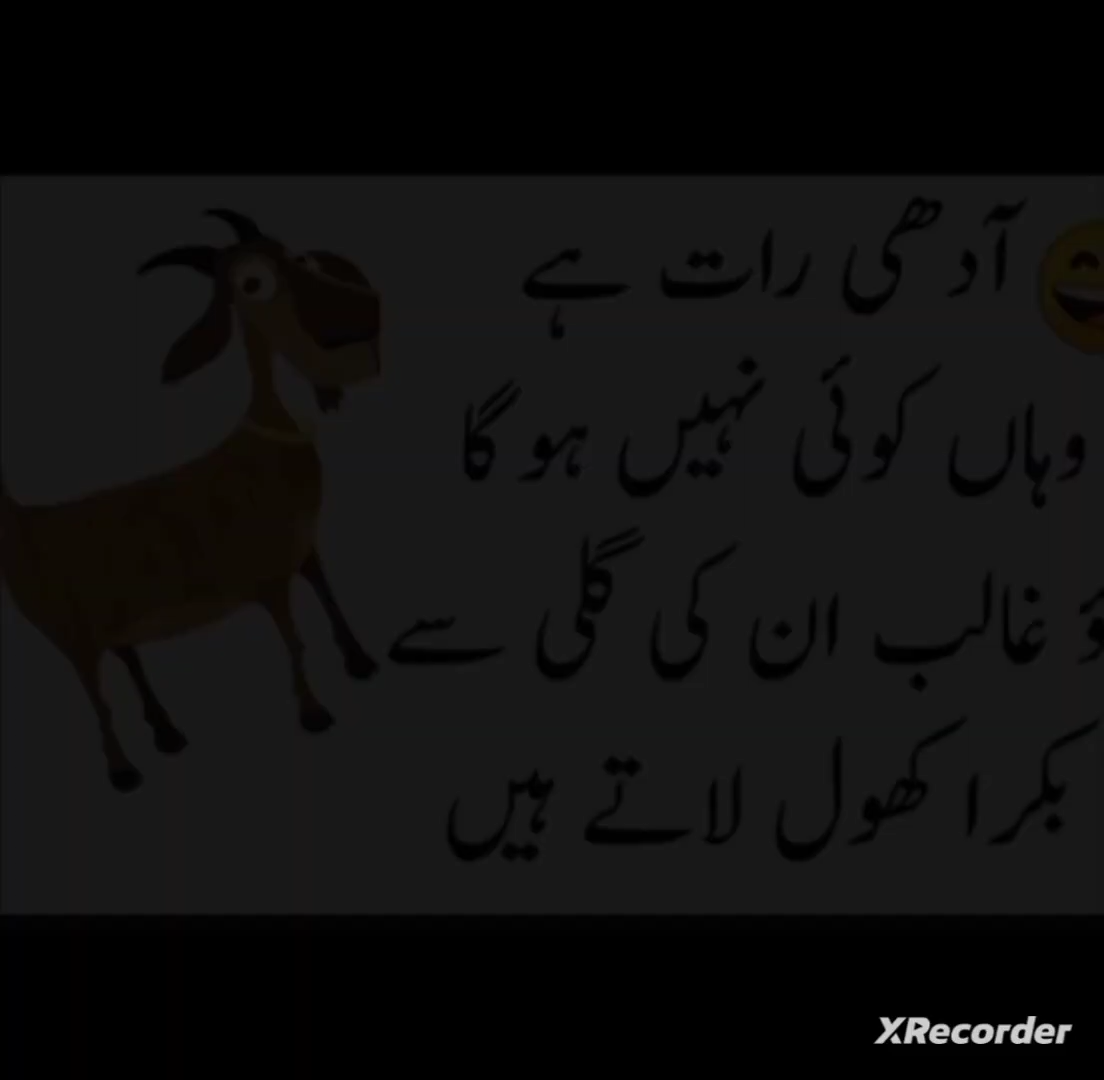 آدھی رات ہے
وہاں کوئی نہیں ہو گا
غالب ان کی گلی سے
بکرا کھول لاتے ہیں
XRecorder